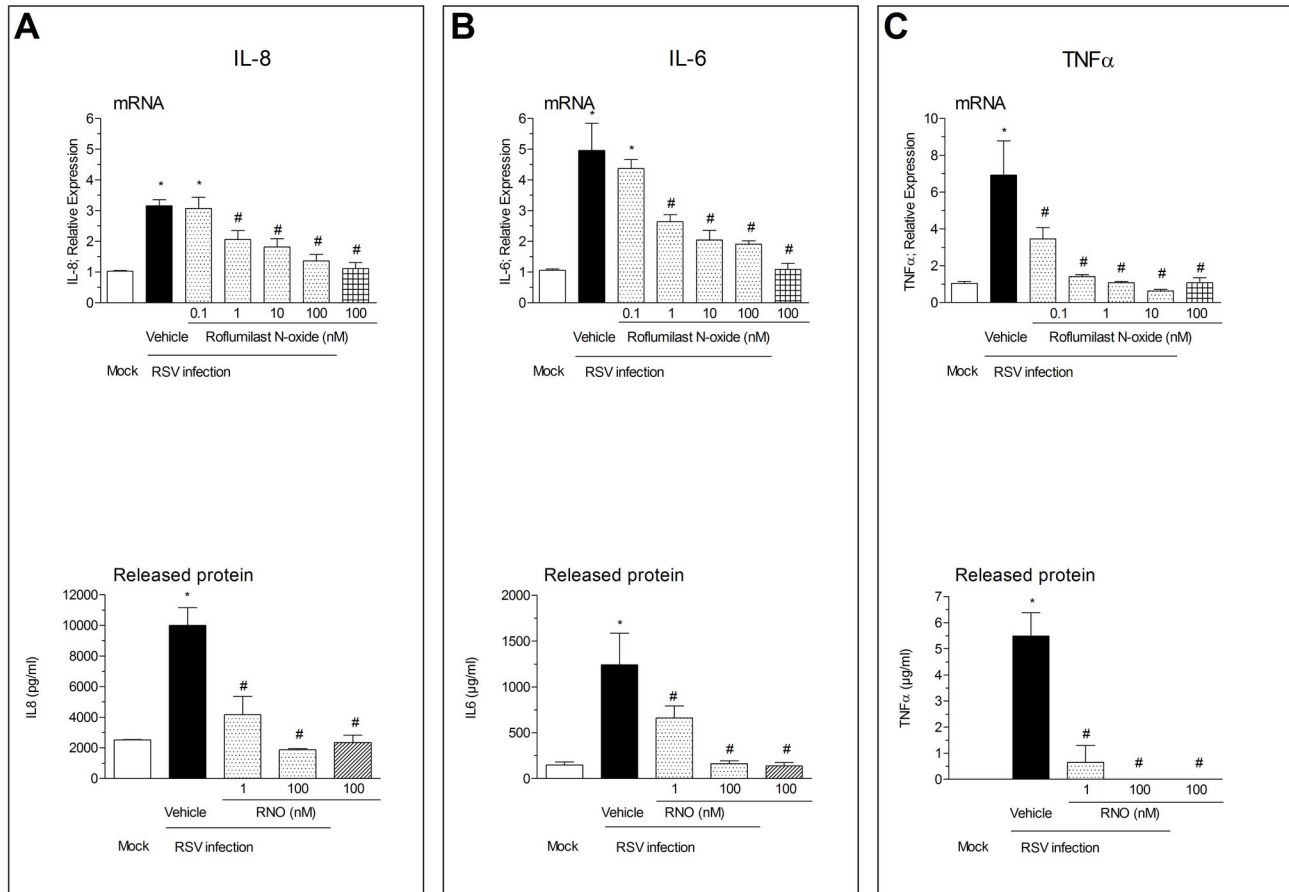 A
IL-8
mRNA
IL-8; Relative Expression
6
5
4
3
2
1
0
*
*
#
#
#
#
0.1 1 10 100 100
Vehicle Roflumilast N-oxide (nM)
Mock RSV infection
Released protein
IL8 (pg/ml)
12000
10000
8000
6000
4000
2000
0
*
#
#
#
1 100 100
Vehicle RNO (nM)
Mock RSV infection
B
IL-6
mRNA
IL-6; Relative Expression
6
5
4
3
2
1
0
*
*
#
#
#
#
0.1 1 10 100 100
Vehicle Roflumilast N-oxide (nM)
Mock RSV infection
Released protein
IL6 (µg/ml)
2000
1500
1000
500
0
*
#
#
#
1 100 100
Vehicle RNO (nM)
Mock RSV infection
C
TNFα
mRNA
TNFα; Relative Expression
10
8
6
4
2
0
*
#
#
#
#
#
0.1 1 10 100
Vehicle Roflumilast N-oxide (nM)
Mock RSV infection
Released protein
TNFα (µg/ml)
7
6
5
4
3
2
1
0
*
#
#
#
1 100 100
Vehicle RNO (nM)
Mock RSV infection